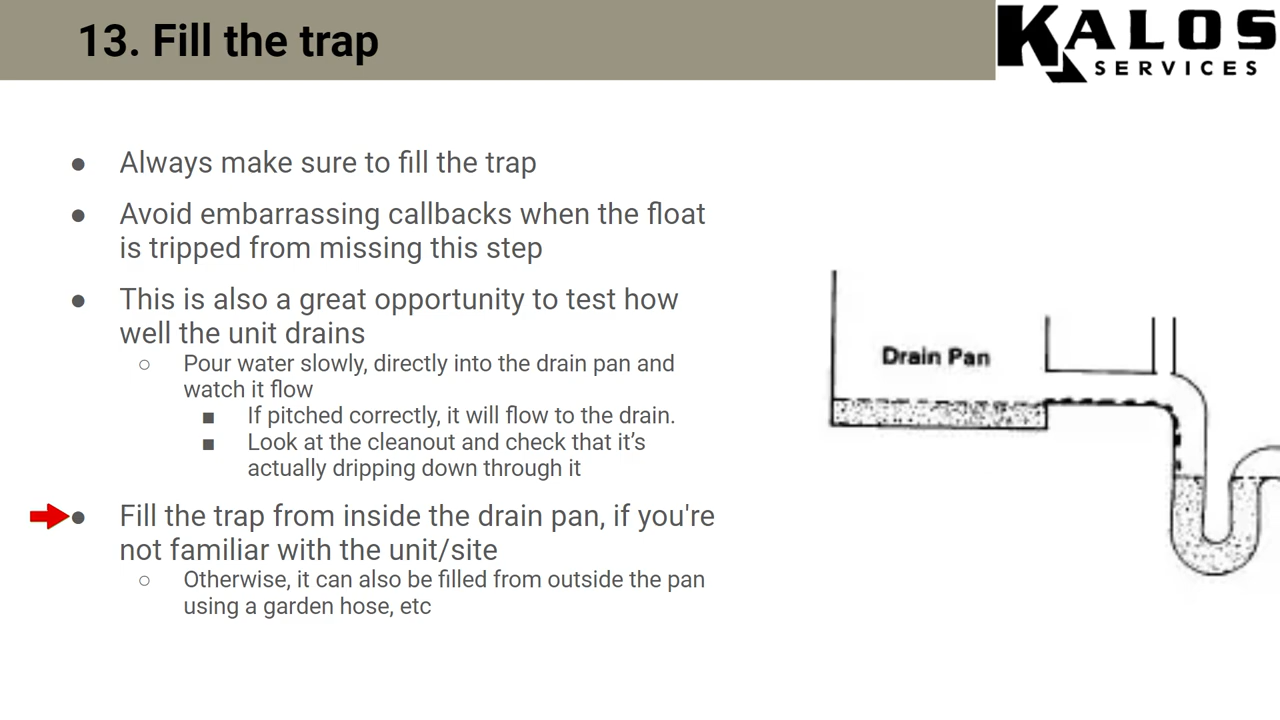 13. Fill the trap
KALOS
SERVICES
● Always make sure to fill the trap
● Avoid embarrassing callbacks when the float
is tripped from missing this step
● This is also a great opportunity to test how
well the unit drains
○ Pour water slowly, directly into the drain pan and
watch it flow
■ If pitched correctly, it will flow to the drain.
■ Look at the cleanout and check that it’s
actually dripping down through it
● Fill the trap from inside the drain pan, if you're
not familiar with the unit/site
○ Otherwise, it can also be filled from outside the pan
using a garden hose, etc
Drain Pan